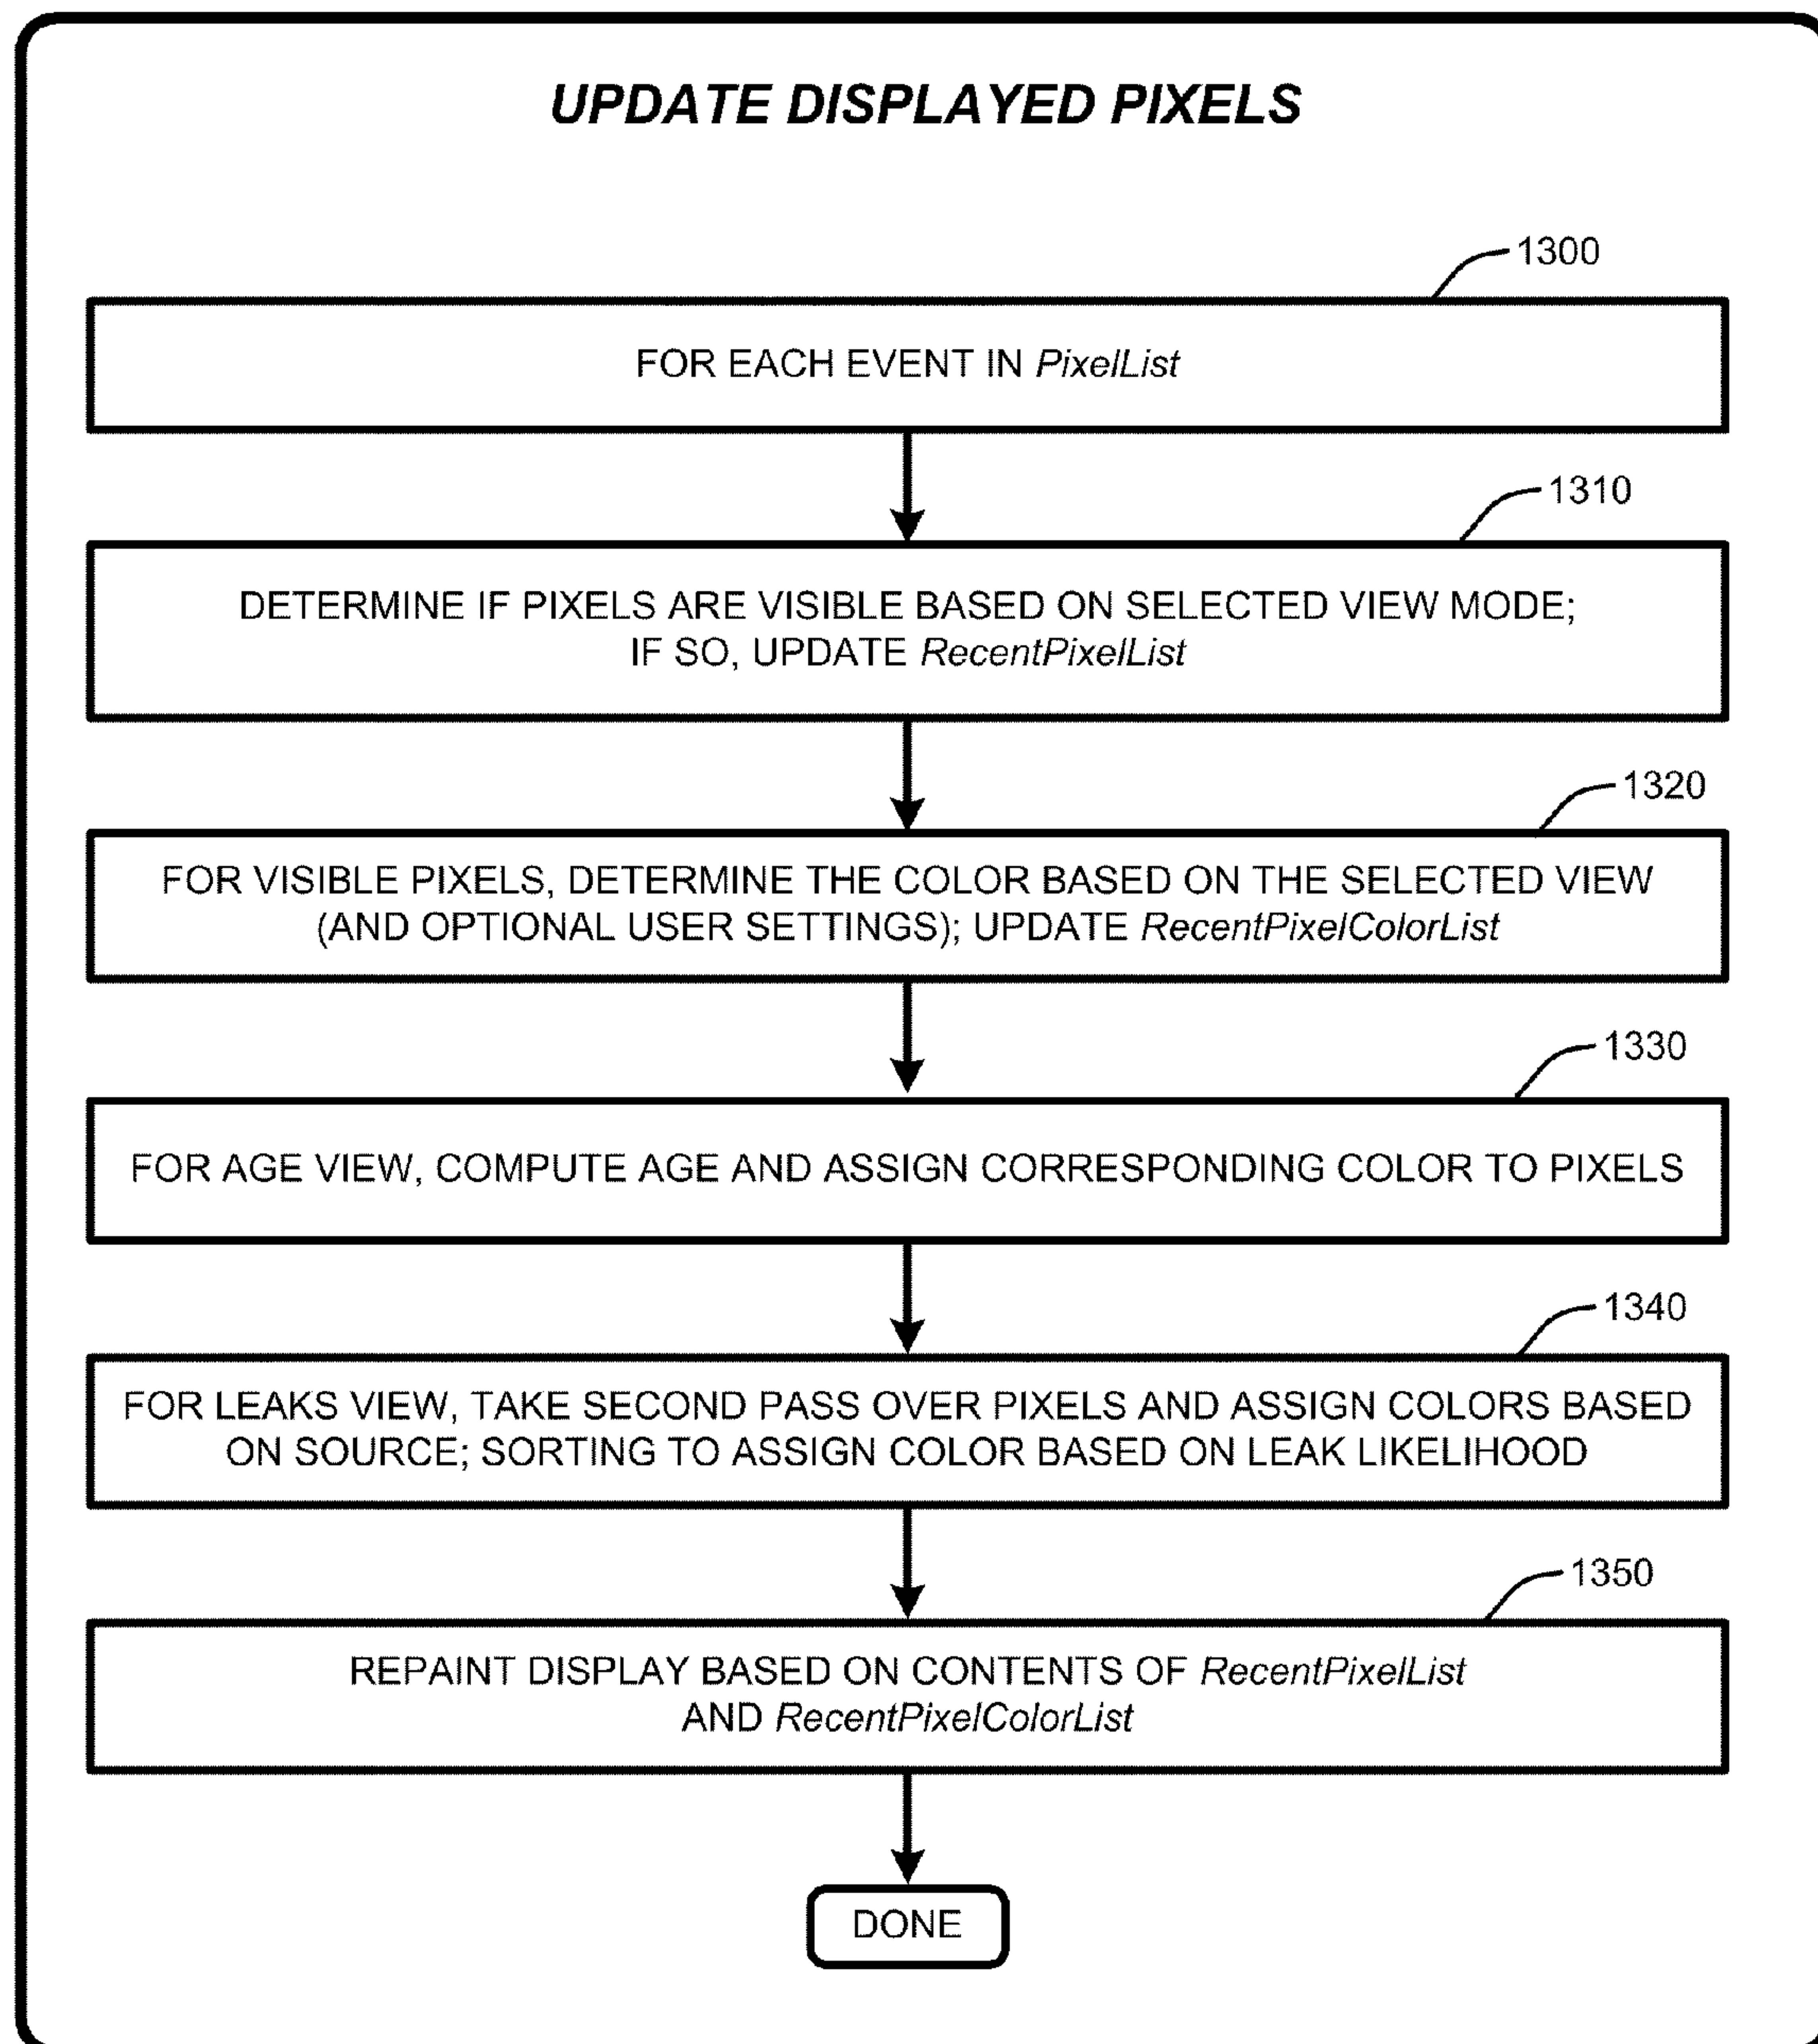 UPDATE DISPLAYED PIXELS
1300
FOR EACH EVENT IN PixelList
1310
DETERMINE IF PIXELS ARE VISIBLE BASED ON SELECTED VIEW MODE;
IF SO, UPDATE RecentPixelList
1320
FOR VISIBLE PIXELS, DETERMINE THE COLOR BASED ON THE SELECTED VIEW
(AND OPTIONAL USER SETTINGS); UPDATE RecentPixelColorList
1330
FOR AGE VIEW, COMPUTE AGE AND ASSIGN CORRESPONDING COLOR TO PIXELS
1340
FOR LEAKS VIEW, TAKE SECOND PASS OVER PIXELS AND ASSIGN COLORS BASED
ON SOURCE; SORTING TO ASSIGN COLOR BASED ON LEAK LIKELIHOOD
1350
REPAINT DISPLAY BASED ON CONTENTS OF RecentPixelList
AND RecentPixelColorList
DONE